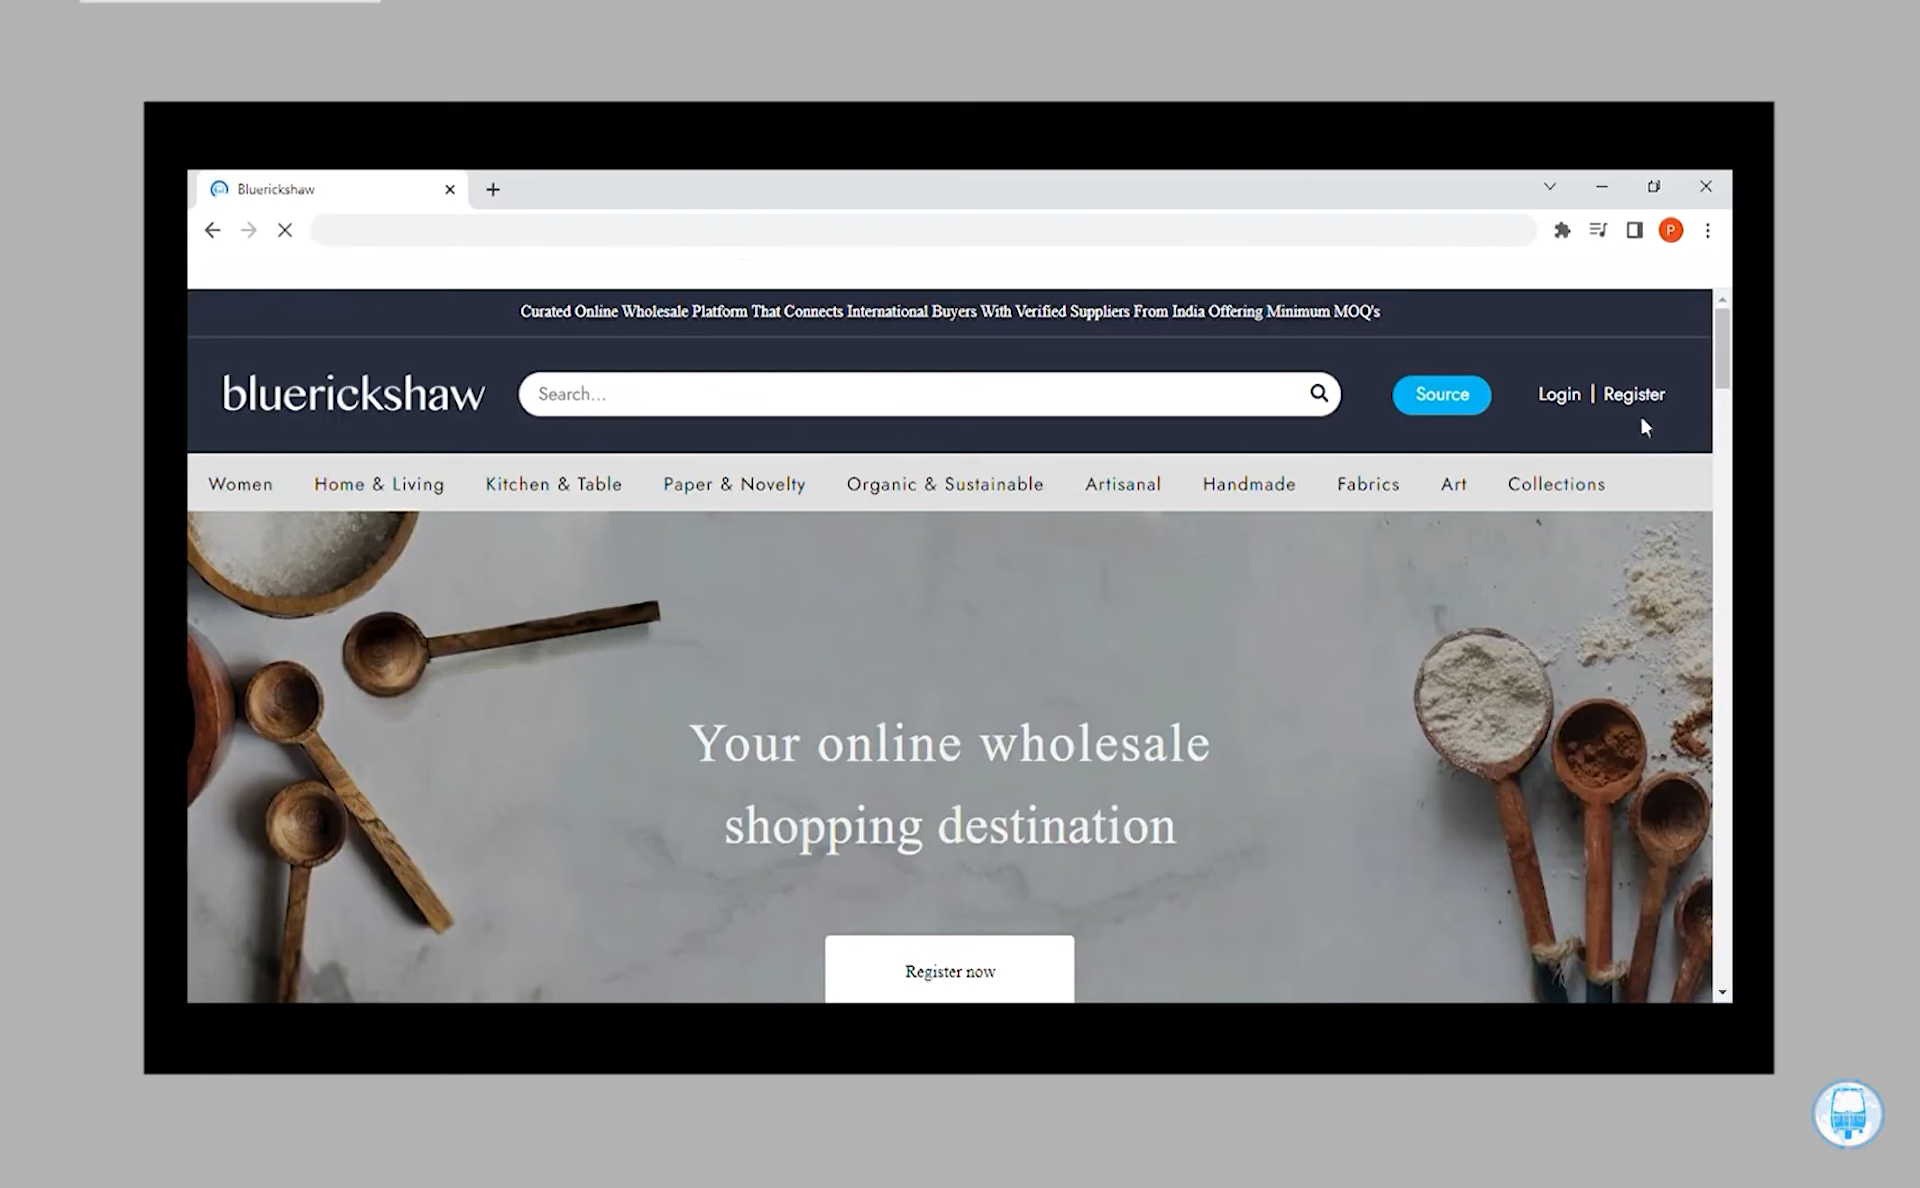 Bluerickshaw
P
Curated Online Wholesale Platform That Connects International Buyers With Verified Suppliers From India Offering Minimum MOQ's
bluerickshaw
Search...
Source
Login | Register
Women Home & Living Kitchen & Table Paper & Novelty Organic & Sustainable Artisanal Handmade Fabrics Art Collections
Your online wholesale
shopping destination
Register now